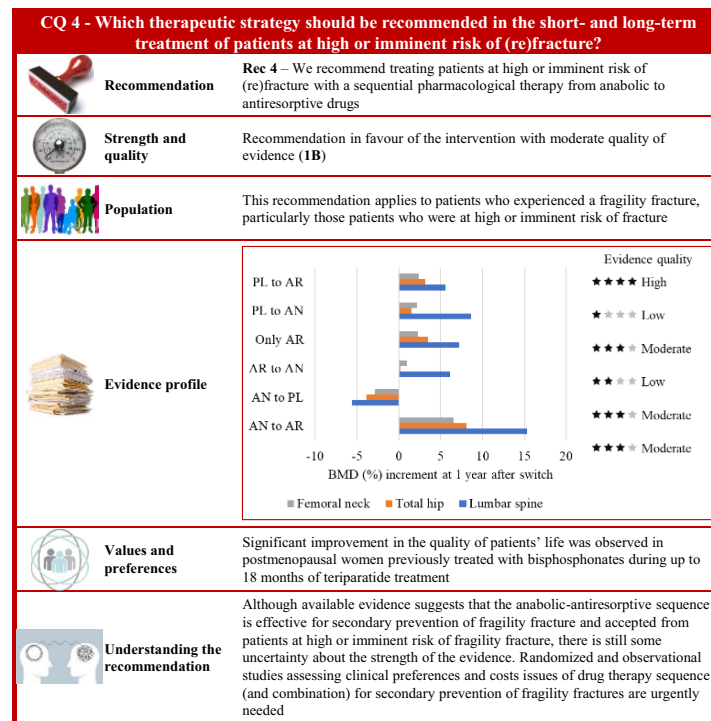 CQ 4 - Which therapeutic strategy should be recommended in the short- and long-term
treatment of patients at high or imminent risk of (re)fracture?
Recommendation
Rec 4 – We recommend treating patients at high or imminent risk of
(re)fracture with a sequential pharmacological therapy from anabolic to
antiresorptive drugs
Strength and
quality
Recommendation in favour of the intervention with moderate quality of
evidence (1B)
Population
This recommendation applies to patients who experienced a fragility fracture,
particularly those patients who were at high or imminent risk of fracture
Evidence profile
Evidence quality
PL to AR
★★★★ High
PL to AN
★★★★ Low
Only AR
★★★★ Moderate
AR to AN
★★★★ Low
AN to PL
★★★★ Moderate
AN to AR
★★★★ Moderate
-10 -5 0 5 10 15 20
BMD (%) increment at 1 year after switch
Femoral neck Total hip Lumbar spine
Values and
preferences
Significant improvement in the quality of patients' life was observed in
postmenopausal women previously treated with bisphosphonates during up to
18 months of teriparatide treatment
Understanding the
recommendation
Although available evidence suggests that the anabolic-antiresorptive sequence
is effective for secondary prevention of fragility fracture and accepted from
patients at high or imminent risk of fragility fracture, there is still some
uncertainty about the strength of the evidence. Randomized and observational
studies assessing clinical preferences and costs issues of drug therapy sequence
(and combination) for secondary prevention of fragility fractures are urgently
needed